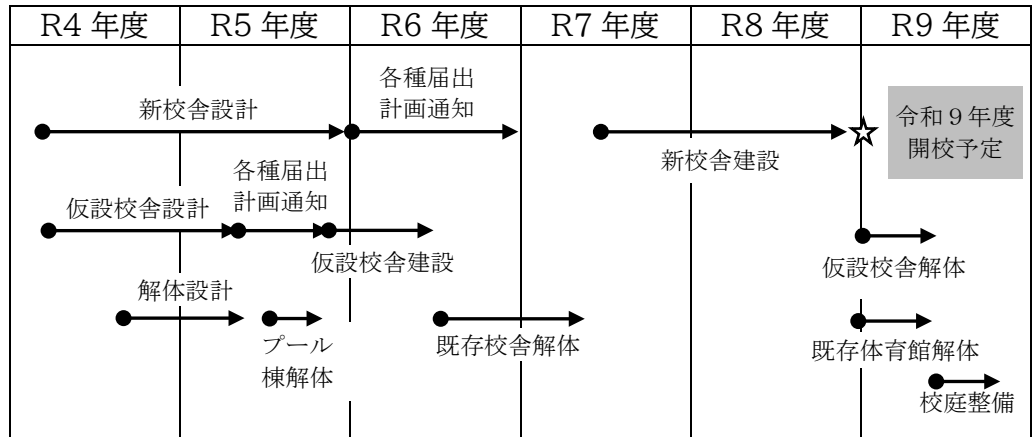 R4 年度
R5 年度
R6 年度
R7 年度
R8 年度
R9 年度
各種届出
計画通知
新校舎設計
令和９年度
開校予定
新校舎建設
各種届出
計画通知
仮設校舎設計
仮設校舎建設
仮設校舎解体
解体設計
プール
棟解体
既存校舎解体
既存体育館解体
校庭整備